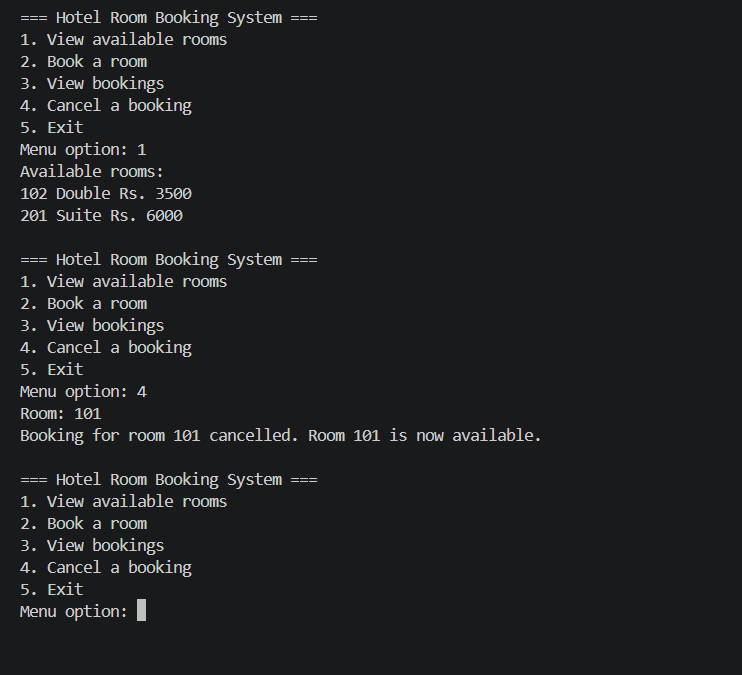 === Hotel Room Booking System ===
1. View available rooms
2. Book a room
3. View bookings
4. Cancel a booking
5. Exit
Menu option: 1
Available rooms:
102 Double Rs. 3500
201 Suite Rs. 6000
=== Hotel Room Booking System ===
1. View available rooms
2. Book a room
3. View bookings
4. Cancel a booking
5. Exit
Menu option: 4
Room: 101
Booking for room 101 cancelled. Room 101 is now available.
=== Hotel Room Booking System ===
1. View available rooms
2. Book a room
3. View bookings
4. Cancel a booking
5. Exit
Menu option: